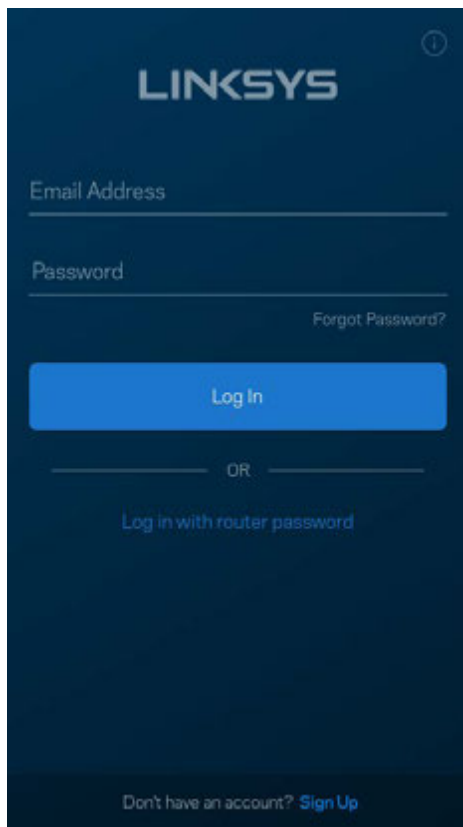 LINKSYS
Email Address
Password
Forgot Password?
Log In
OR
Log in with router password
Don't have an account? Sign Up